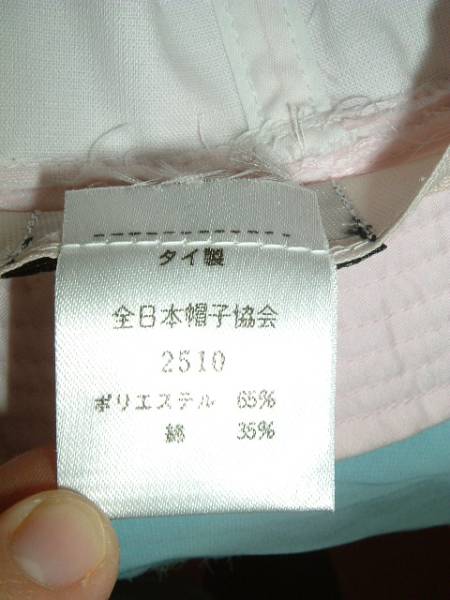 タイ製
全日本帽子協会
2510
ポリエステル 65%
綿 35%